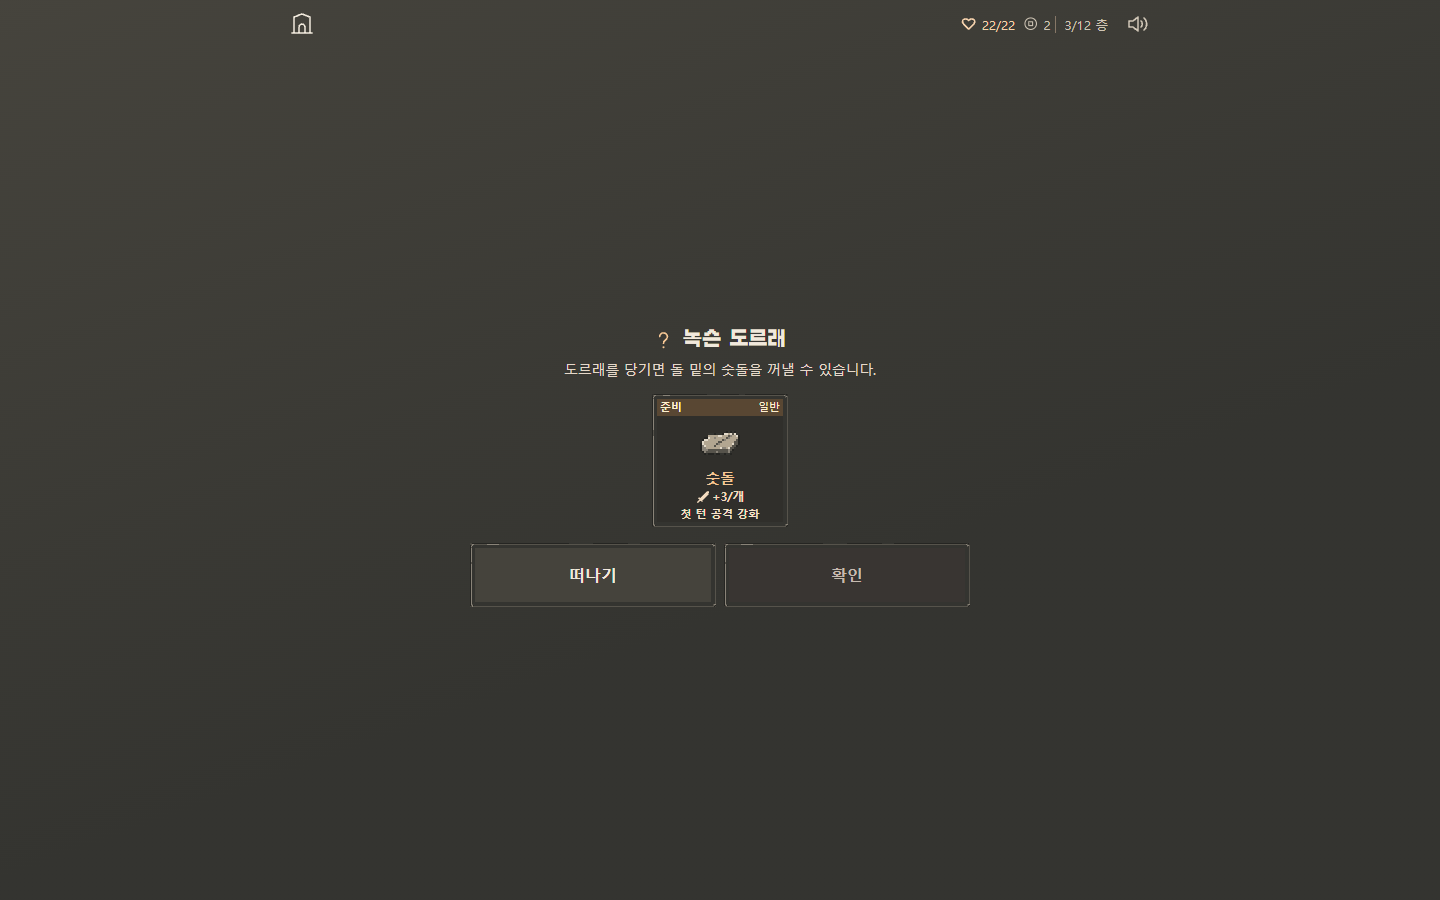 22/22 2 3/12 층
? 녹슨 도르래
도르래를 당기면 돌 밑의 숫돌을 꺼낼 수 있습니다.
준비 일반
숫돌
+3/개
첫 턴 공격 강화
떠나기 확인